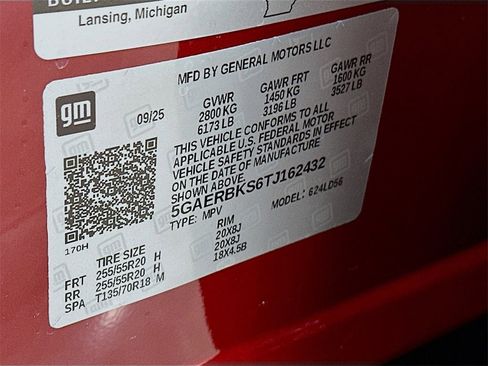 BUILT
Lansing, Michigan
gm
MFD BY GENERAL MOTORS LLC
09/25
GVWR GAWR FRT GAWR RR
2800 KG 1450 KG 1600 KG
6173 LB 3196 LB 3527 LB
THIS VEHICLE CONFORMS TO ALL
APPLICABLE U.S. FEDERAL MOTOR
VEHICLE SAFETY STANDARDS IN EFFECT
ON THE DATE OF MANUFACTURE
SHOWN ABOVE.
5GAERBKS6TJ162432
TYPE: MPV MODEL: 624LD56
170H
TIRE SIZE RIM
FRT 255/55R20 H 20X8J
RR 255/55R20 H 20X8J
SPA T135/70R18 M 18X4.5B